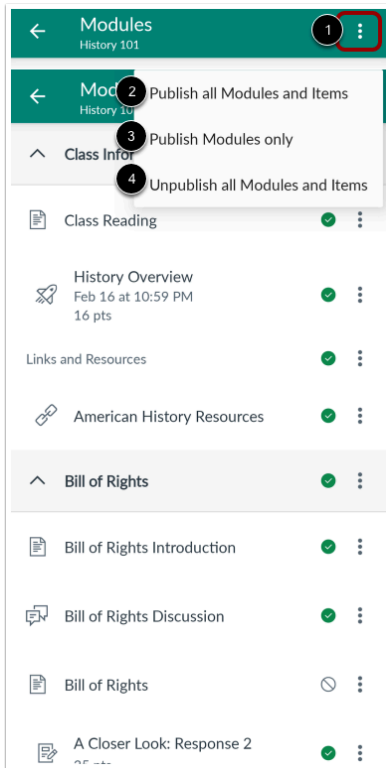 Modules
History 101
1
Mod
History 10
2 Publish all Modules and Items
3 Publish Modules only
4 Unpublish all Modules and Items
Class Infor
Class Reading
History Overview
Feb 16 at 10:59 PM
16 pts
Links and Resources
American History Resources
Bill of Rights
Bill of Rights Introduction
Bill of Rights Discussion
Bill of Rights
A Closer Look: Response 2
25 pts